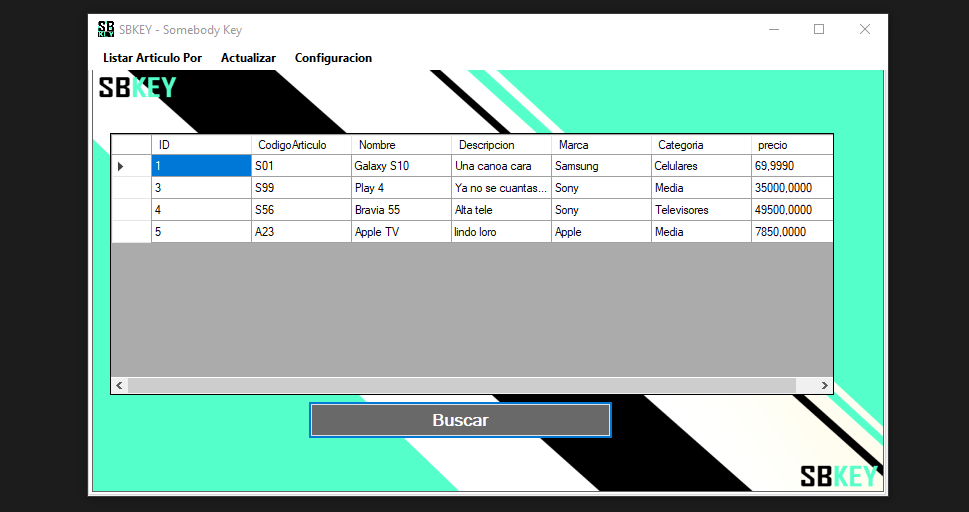 SB KEY SBKEY - Somebody Key
Listar Articulo Por Actualizar Configuracion
SBKEY
ID CodigoArticulo Nombre Descripcion Marca Categoria precio
1 S01 Galaxy S10 Una canoa cara Samsung Celulares 69,9990
3 S99 Play 4 Ya no se cuantas... Sony Media 35000,0000
4 S56 Bravia 55 Alta tele Sony Televisores 49500,0000
5 A23 Apple TV lindo loro Apple Media 7850,0000
Buscar
SBKEY